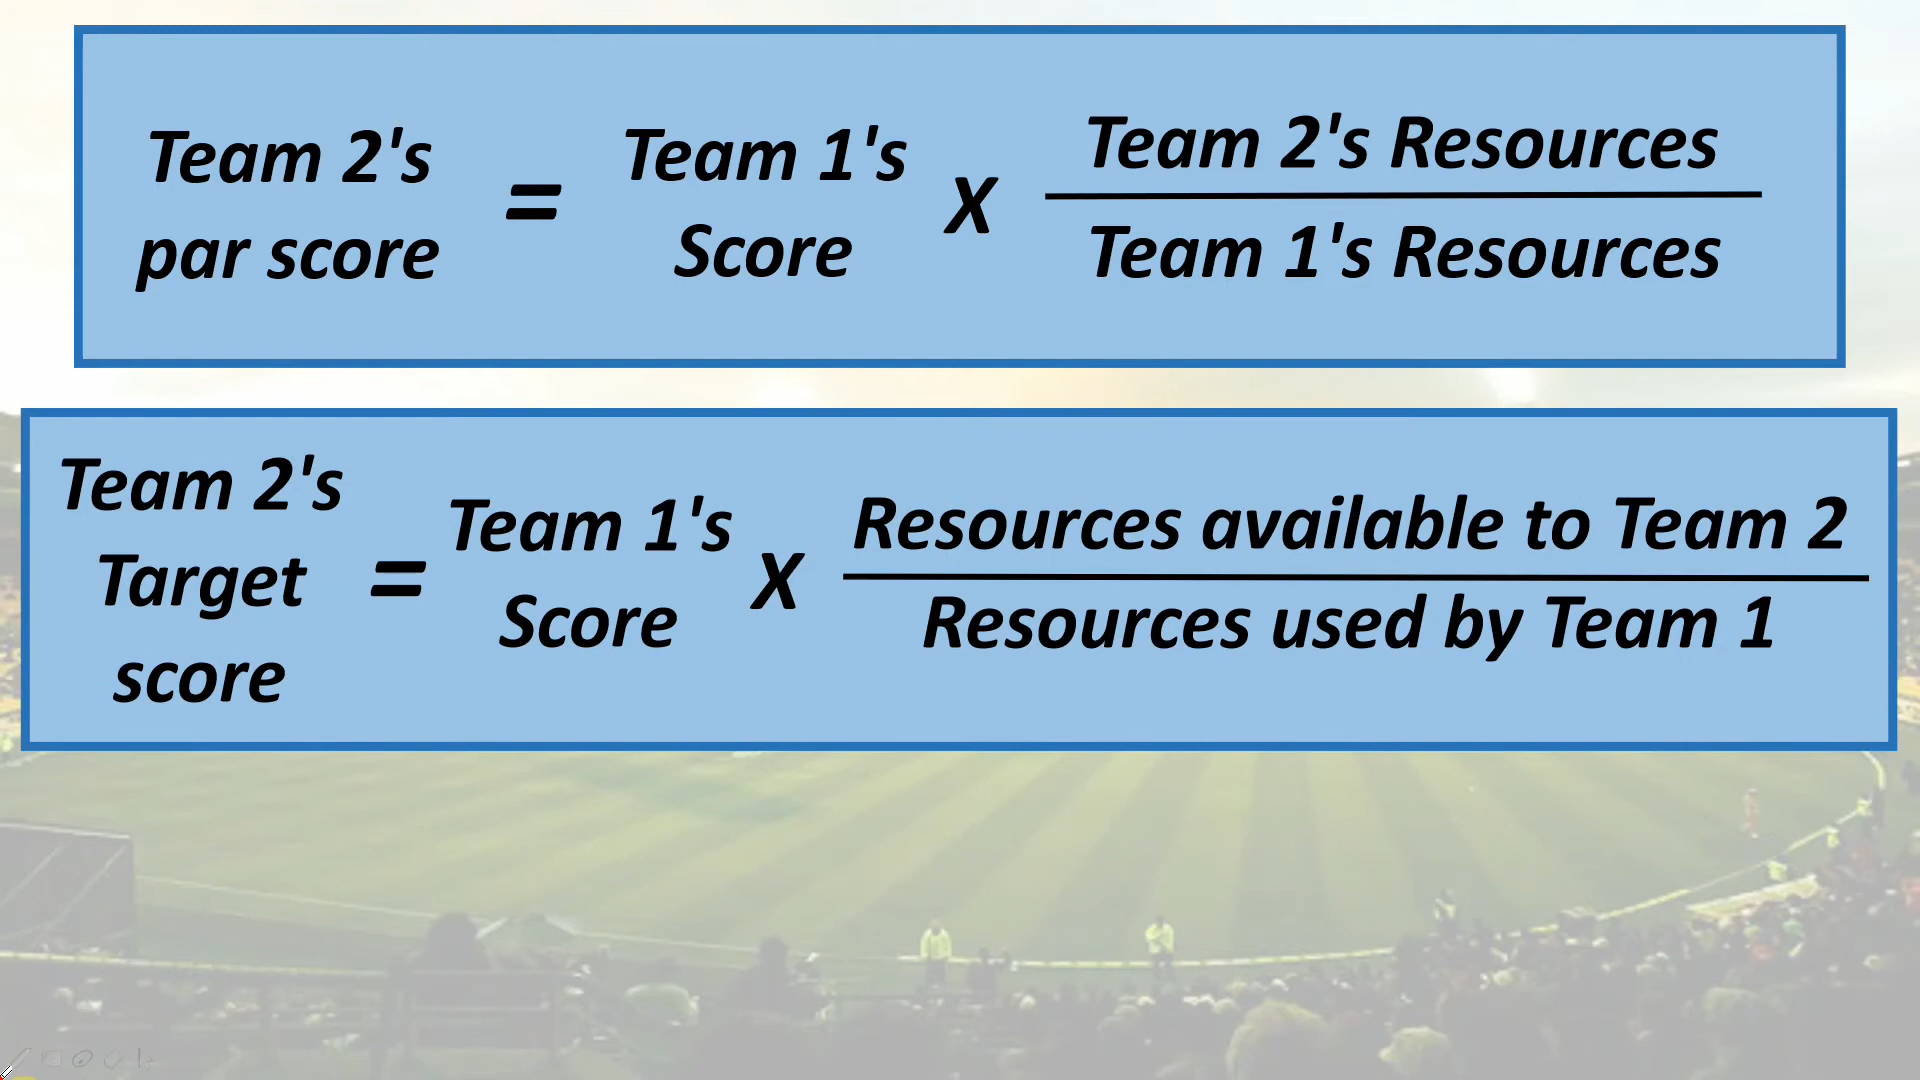 Team 2's
par score
=
Team 1's
Score
x
Team 2's Resources
Team 1's Resources
Team 2's
Target
score
=
Team 1's
Score
x
Resources available to Team 2
Resources used by Team 1